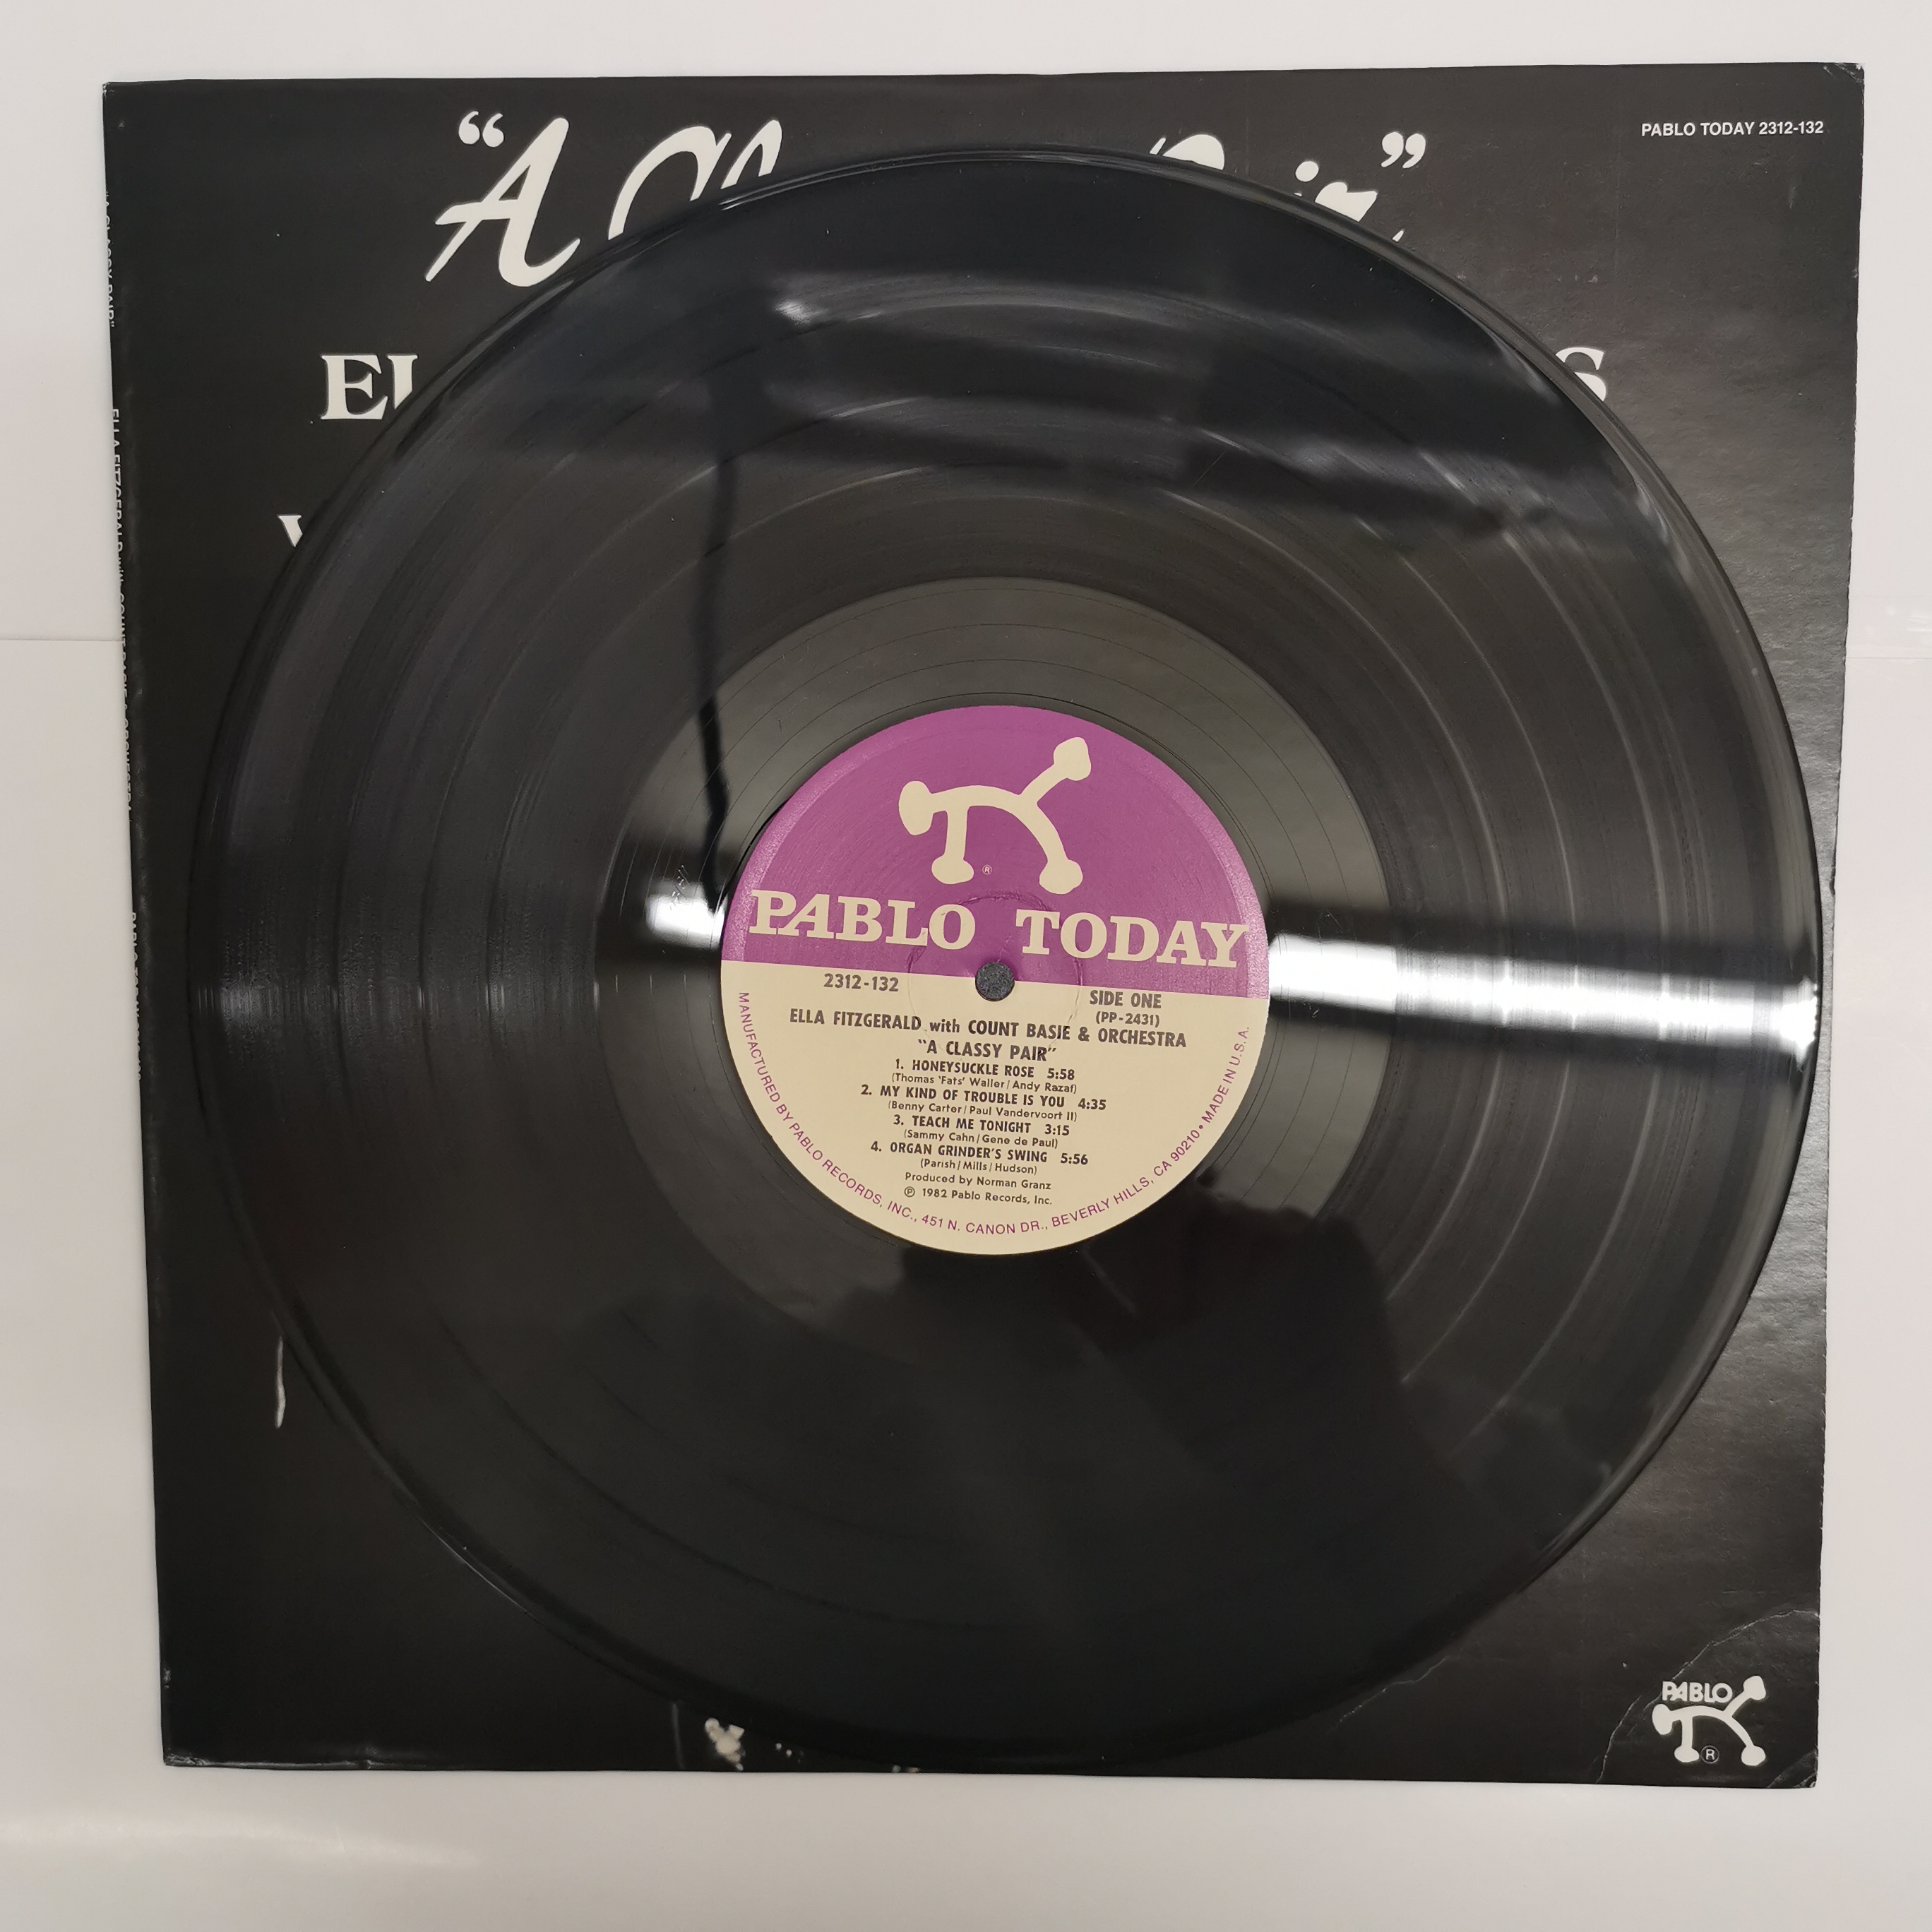 PABLO TODAY 2312-132
"A
PABLO TODAY
2312-132
SIDE ONE
(PP-2431)
ELLA FITZGERALD with COUNT BASIE & ORCHESTRA
"A CLASSY PAIR"
1. HONEYSUCKLE ROSE 5:58
(Thomas 'Fats' Waller/Andy Razaf)
2. MY KIND OF TROUBLE IS YOU 4:35
(Benny Carter/Paul Vandervoort II)
3. TEACH ME TONIGHT 3:15
(Sammy Cahn/Gene de Paul)
4. ORGAN GRINDER'S SWING 5:56
(Parish/Mills/Hudson)
Produced by Norman Granz
℗ 1982 Pablo Records, Inc.
MANUFACTURED BY PABLO RECORDS, INC., 451 N. CANON DR., BEVERLY HILLS, CA 90210 • MADE IN U.S.A.
PABLO
®